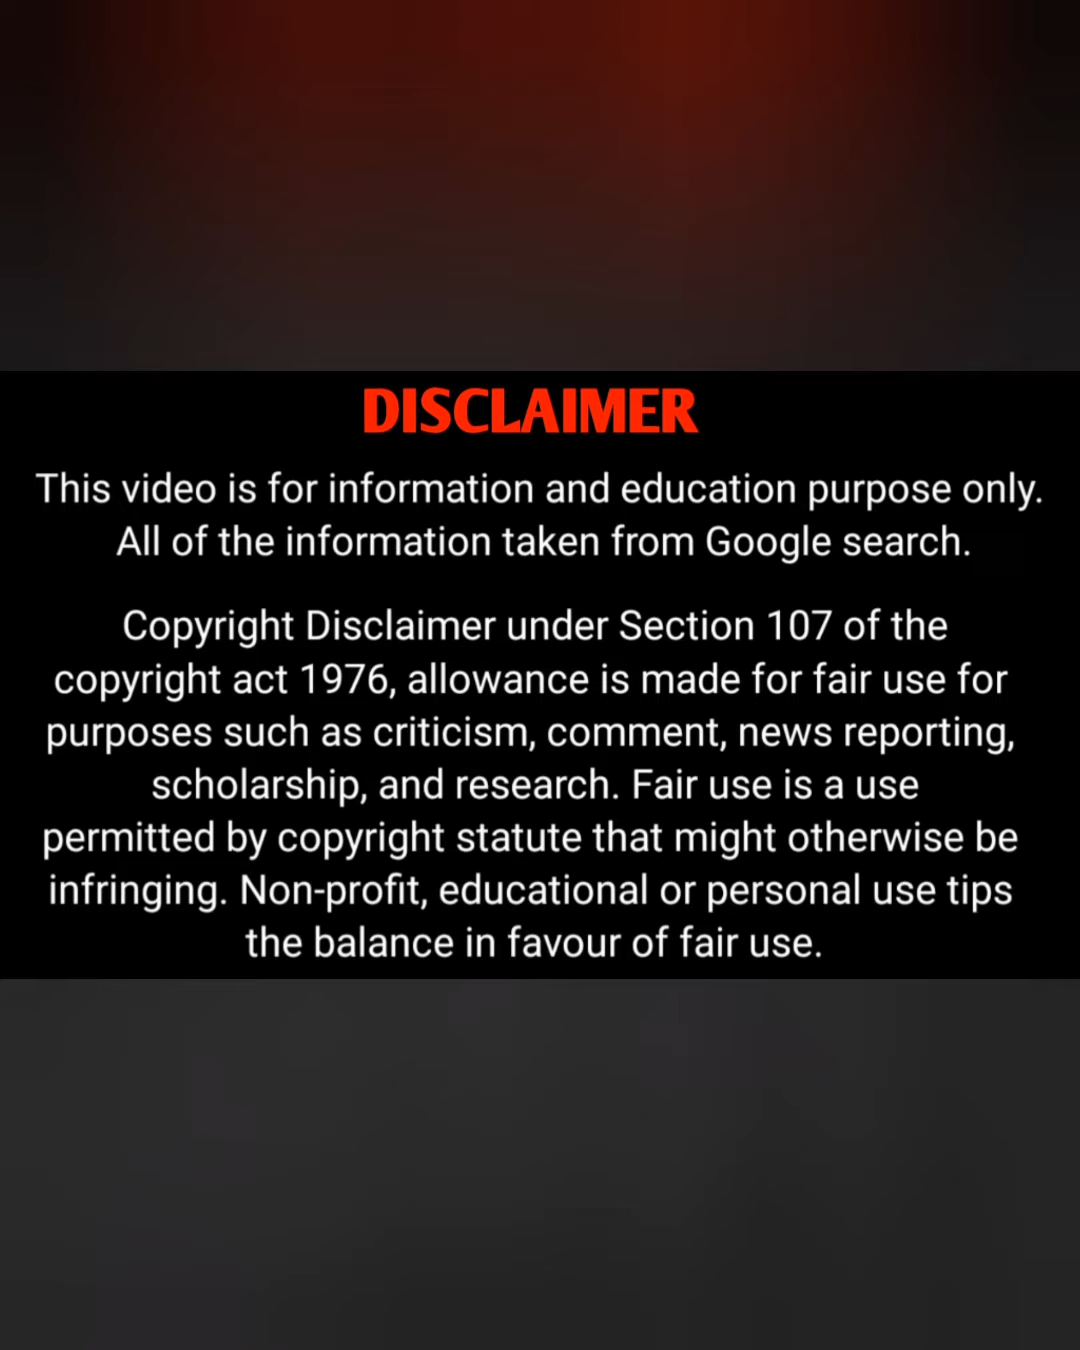 DISCLAIMER
This video is for information and education purpose only.
All of the information taken from Google search.
Copyright Disclaimer under Section 107 of the
copyright act 1976, allowance is made for fair use for
purposes such as criticism, comment, news reporting,
scholarship, and research. Fair use is a use
permitted by copyright statute that might otherwise be
infringing. Non-profit, educational or personal use tips
the balance in favour of fair use.